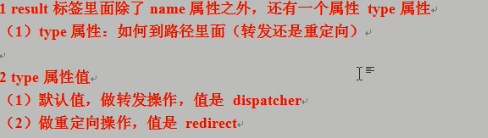 1 result 标签里面除了 name 属性之外，还有一个属性 type 属性
（1）type 属性：如何到路径里面（转发还是重定向）
2 type 属性值
（1）默认值，做转发操作，值是 dispatcher
（2）做重定向操作，值是 redirect